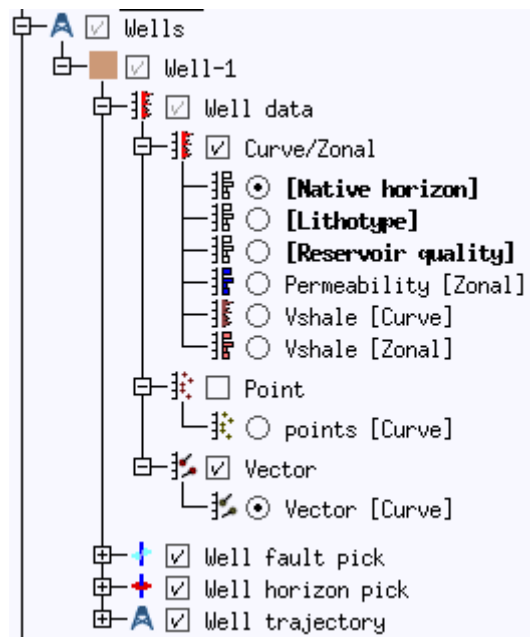 Wells
Well-1
Well data
Curve/Zonal
[Native horizon]
[Lithotype]
[Reservoir quality]
Permeability [Zonal]
Vshale [Curve]
Vshale [Zonal]
Point
points [Curve]
Vector
Vector [Curve]
Well fault pick
Well horizon pick
Well trajectory